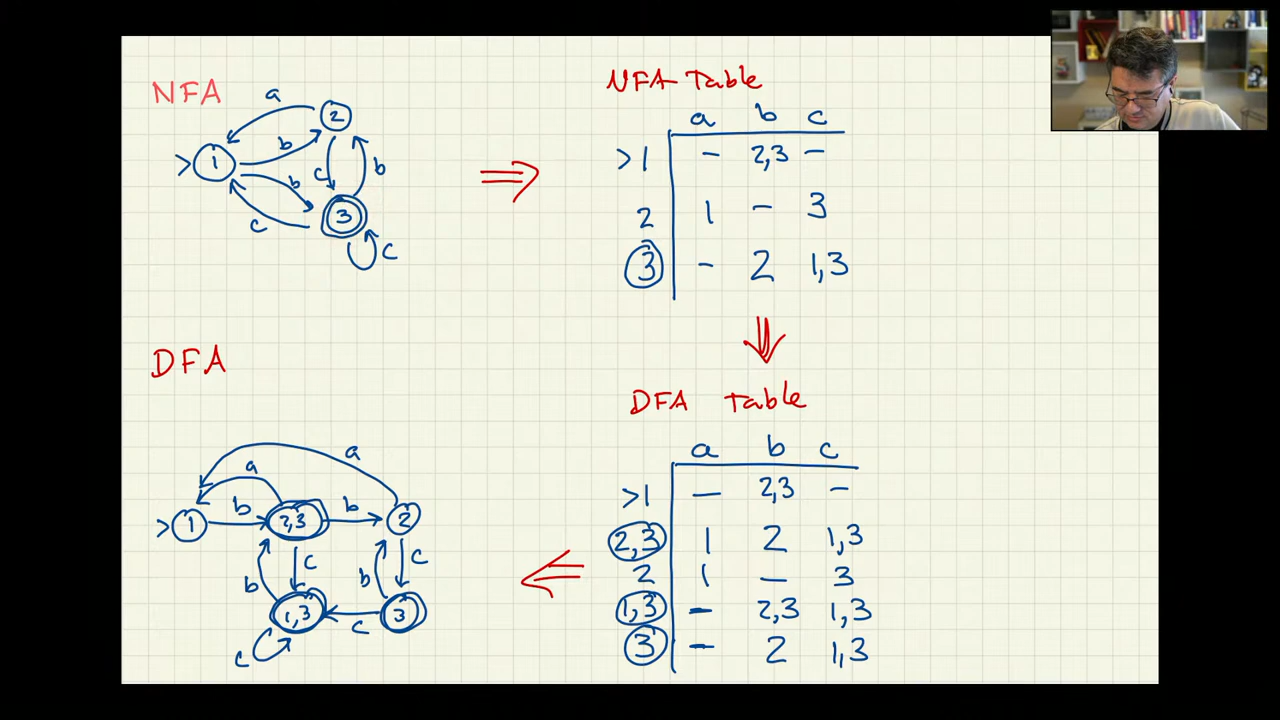 NFA
a
2
b
> 1
c
b
b
3
c
c
⇒
NFA Table
a b c
>1 – 2,3 –
2 1 – 3
3 – 2 1,3
⇓
DFA Table
a b c
>1 – 2,3 –
2,3 1 2 1,3
2 1 – 3
1,3 – 2,3 1,3
3 – 2 1,3
⇐
DFA
a
a
> 1 b 2,3 b 2
b c b c
1,3 c 3
c